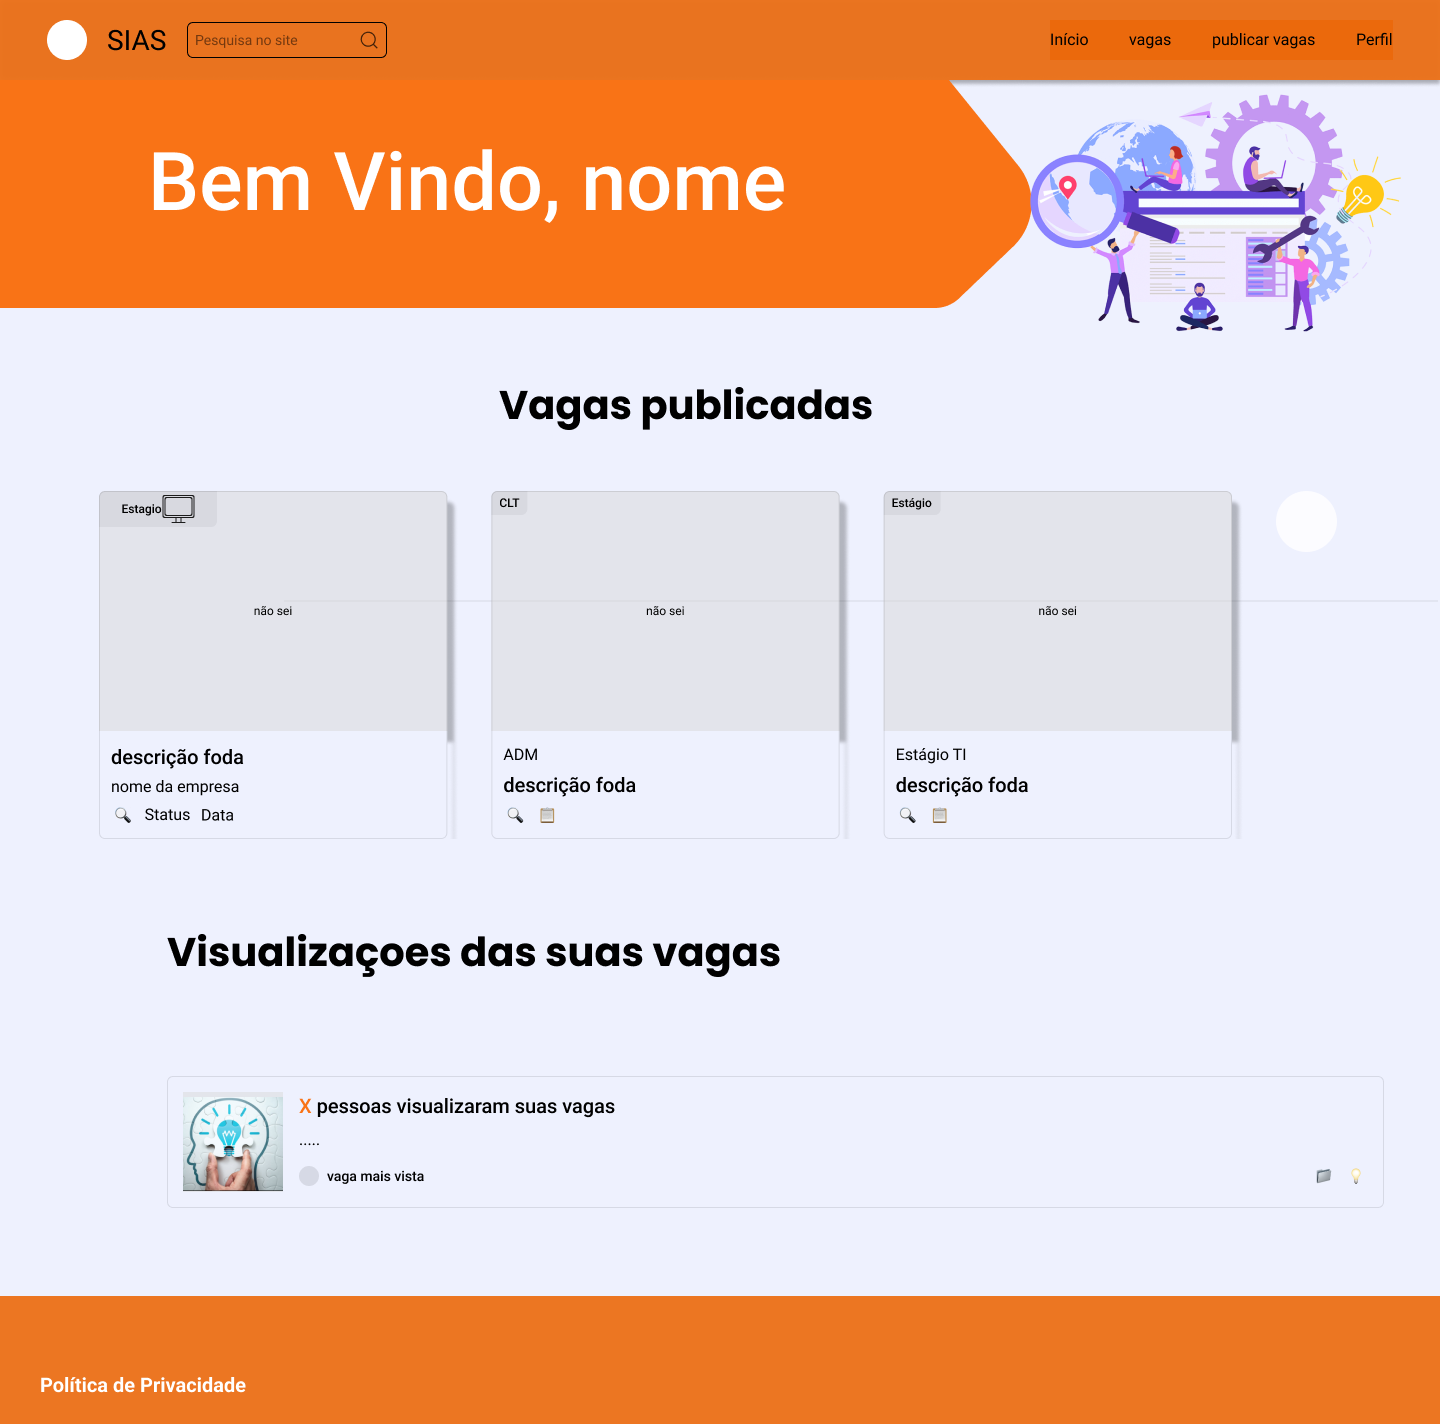 SIAS
Pesquisa no site
Início vagas publicar vagas Perfil
Bem Vindo, nome
Vagas publicadas
Estagio
não sei
descrição foda
nome da empresa
Status Data
CLT
não sei
ADM
descrição foda
Estágio
não sei
Estágio TI
descrição foda
Visualizaçoes das suas vagas
X pessoas visualizaram suas vagas
.....
vaga mais vista
Política de Privacidade